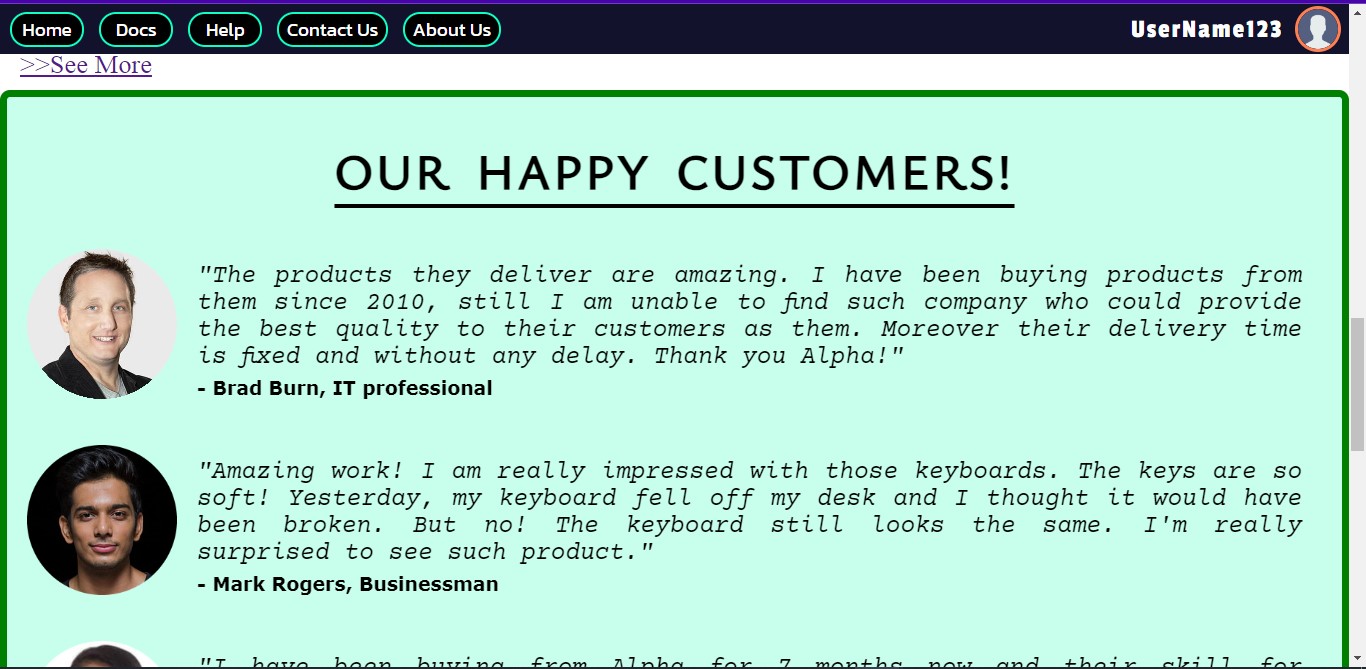 Home Docs Help Contact Us About Us UserName123
>>See More
OUR HAPPY CUSTOMERS!
"The products they deliver are amazing. I have been buying products from
them since 2010, still I am unable to find such company who could provide
the best quality to their customers as them. Moreover their delivery time
is fixed and without any delay. Thank you Alpha!"
- Brad Burn, IT professional
"Amazing work! I am really impressed with those keyboards. The keys are so
soft! Yesterday, my keyboard fell off my desk and I thought it would have
been broken. But no! The keyboard still looks the same. I'm really
surprised to see such product."
- Mark Rogers, Businessman
"I have been buying from Alpha for 7 months now and their skill for